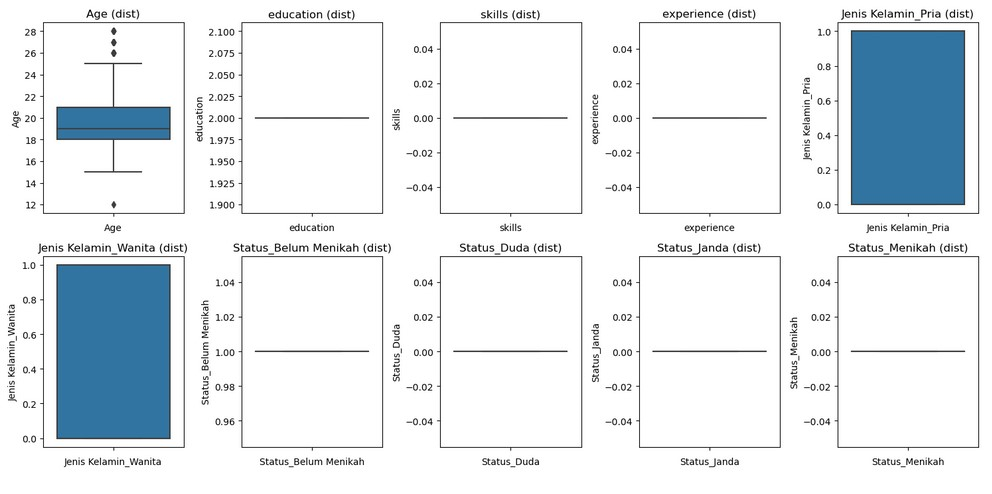 Age (dist)
education (dist)
skills (dist)
experience (dist)
Jenis Kelamin_Pria (dist)
28
26
24
22
20
18
16
14
12
Age
Age
2.100
2.075
2.050
2.025
2.000
1.975
1.950
1.925
1.900
education
education
0.04
0.02
0.00
−0.02
−0.04
skills
skills
0.04
0.02
0.00
−0.02
−0.04
experience
experience
1.0
0.8
0.6
0.4
0.2
0.0
Jenis Kelamin_Pria
Jenis Kelamin_Pria
Jenis Kelamin_Wanita (dist)
Status_Belum Menikah (dist)
Status_Duda (dist)
Status_Janda (dist)
Status_Menikah (dist)
1.0
0.8
0.6
0.4
0.2
0.0
Jenis Kelamin_Wanita
Jenis Kelamin_Wanita
1.04
1.02
1.00
0.98
0.96
Status_Belum Menikah
Status_Belum Menikah
0.04
0.02
0.00
−0.02
−0.04
Status_Duda
Status_Duda
0.04
0.02
0.00
−0.02
−0.04
Status_Janda
Status_Janda
0.04
0.02
0.00
−0.02
−0.04
Status_Menikah
Status_Menikah